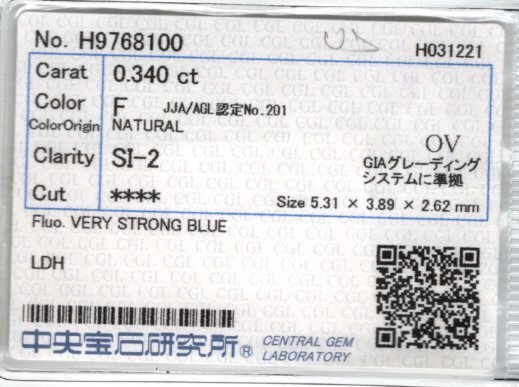 No. H9768100
H031221
Carat 0.340 ct
Color F JJA/AGL認定No.201
ColorOrigin NATURAL
Clarity SI-2
OV
GIAグレーディング
システムに準拠
Cut ****
Size 5.31 × 3.89 × 2.62 mm
Fluo. VERY STRONG BLUE
LDH
中央宝石研究所® CENTRAL GEM
LABORATORY